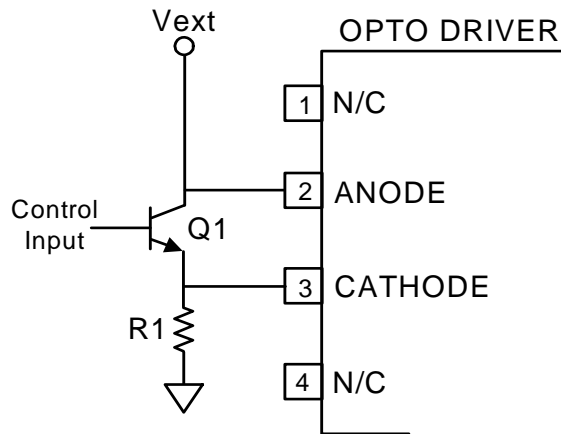 Vext
OPTO DRIVER
1 N/C
2 ANODE
Control
Input
Q1
3 CATHODE
R1
4 N/C